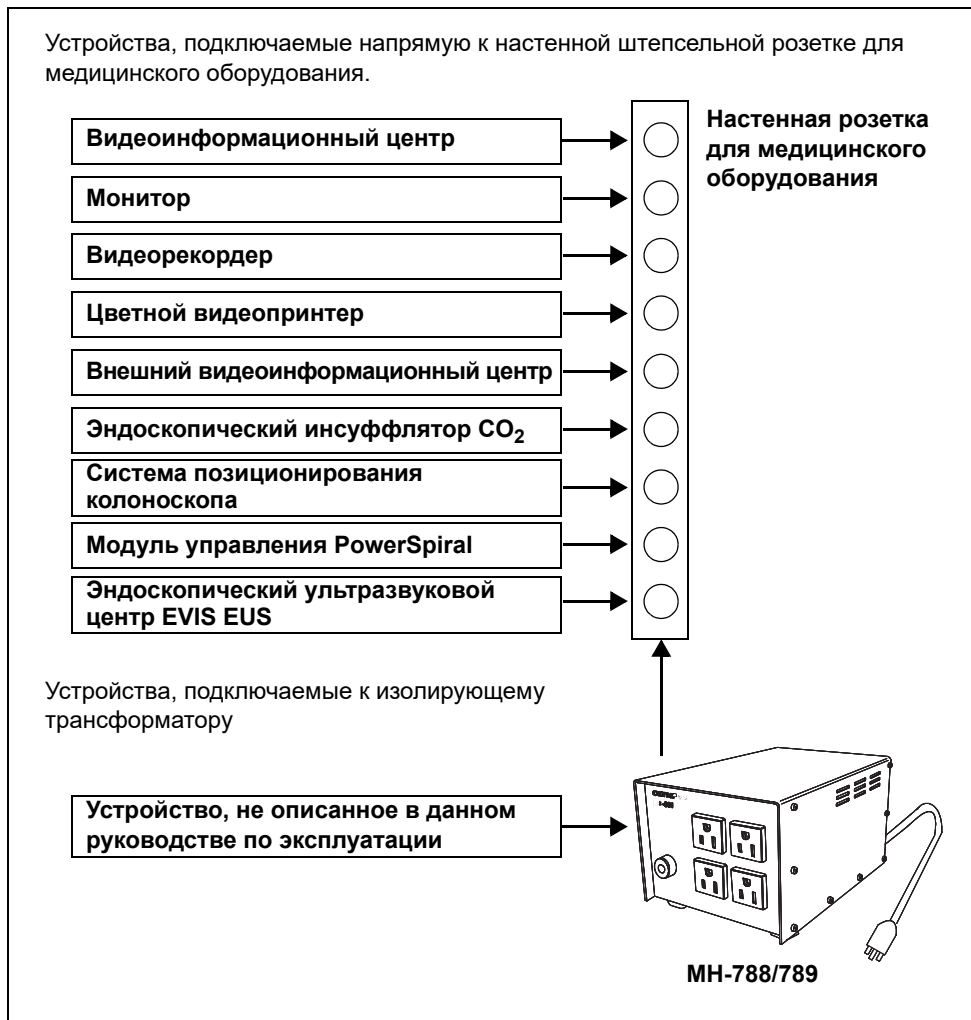 Устройства, подключаемые напрямую к настенной штепсельной розетке для
медицинского оборудования.
Видеоинформационный центр
Настенная розетка
для медицинского
оборудования
Монитор
Видеорекордер
Цветной видеопринтер
Внешний видеоинформационный центр
Эндоскопический инсуффлятор CO₂
Система позиционирования
колоноскопа
Модуль управления PowerSpiral
Эндоскопический ультразвуковой
центр EVIS EUS
Устройства, подключаемые к изолирующему
трансформатору
Устройство, не описанное в данном
руководстве по эксплуатации
MH-788/789